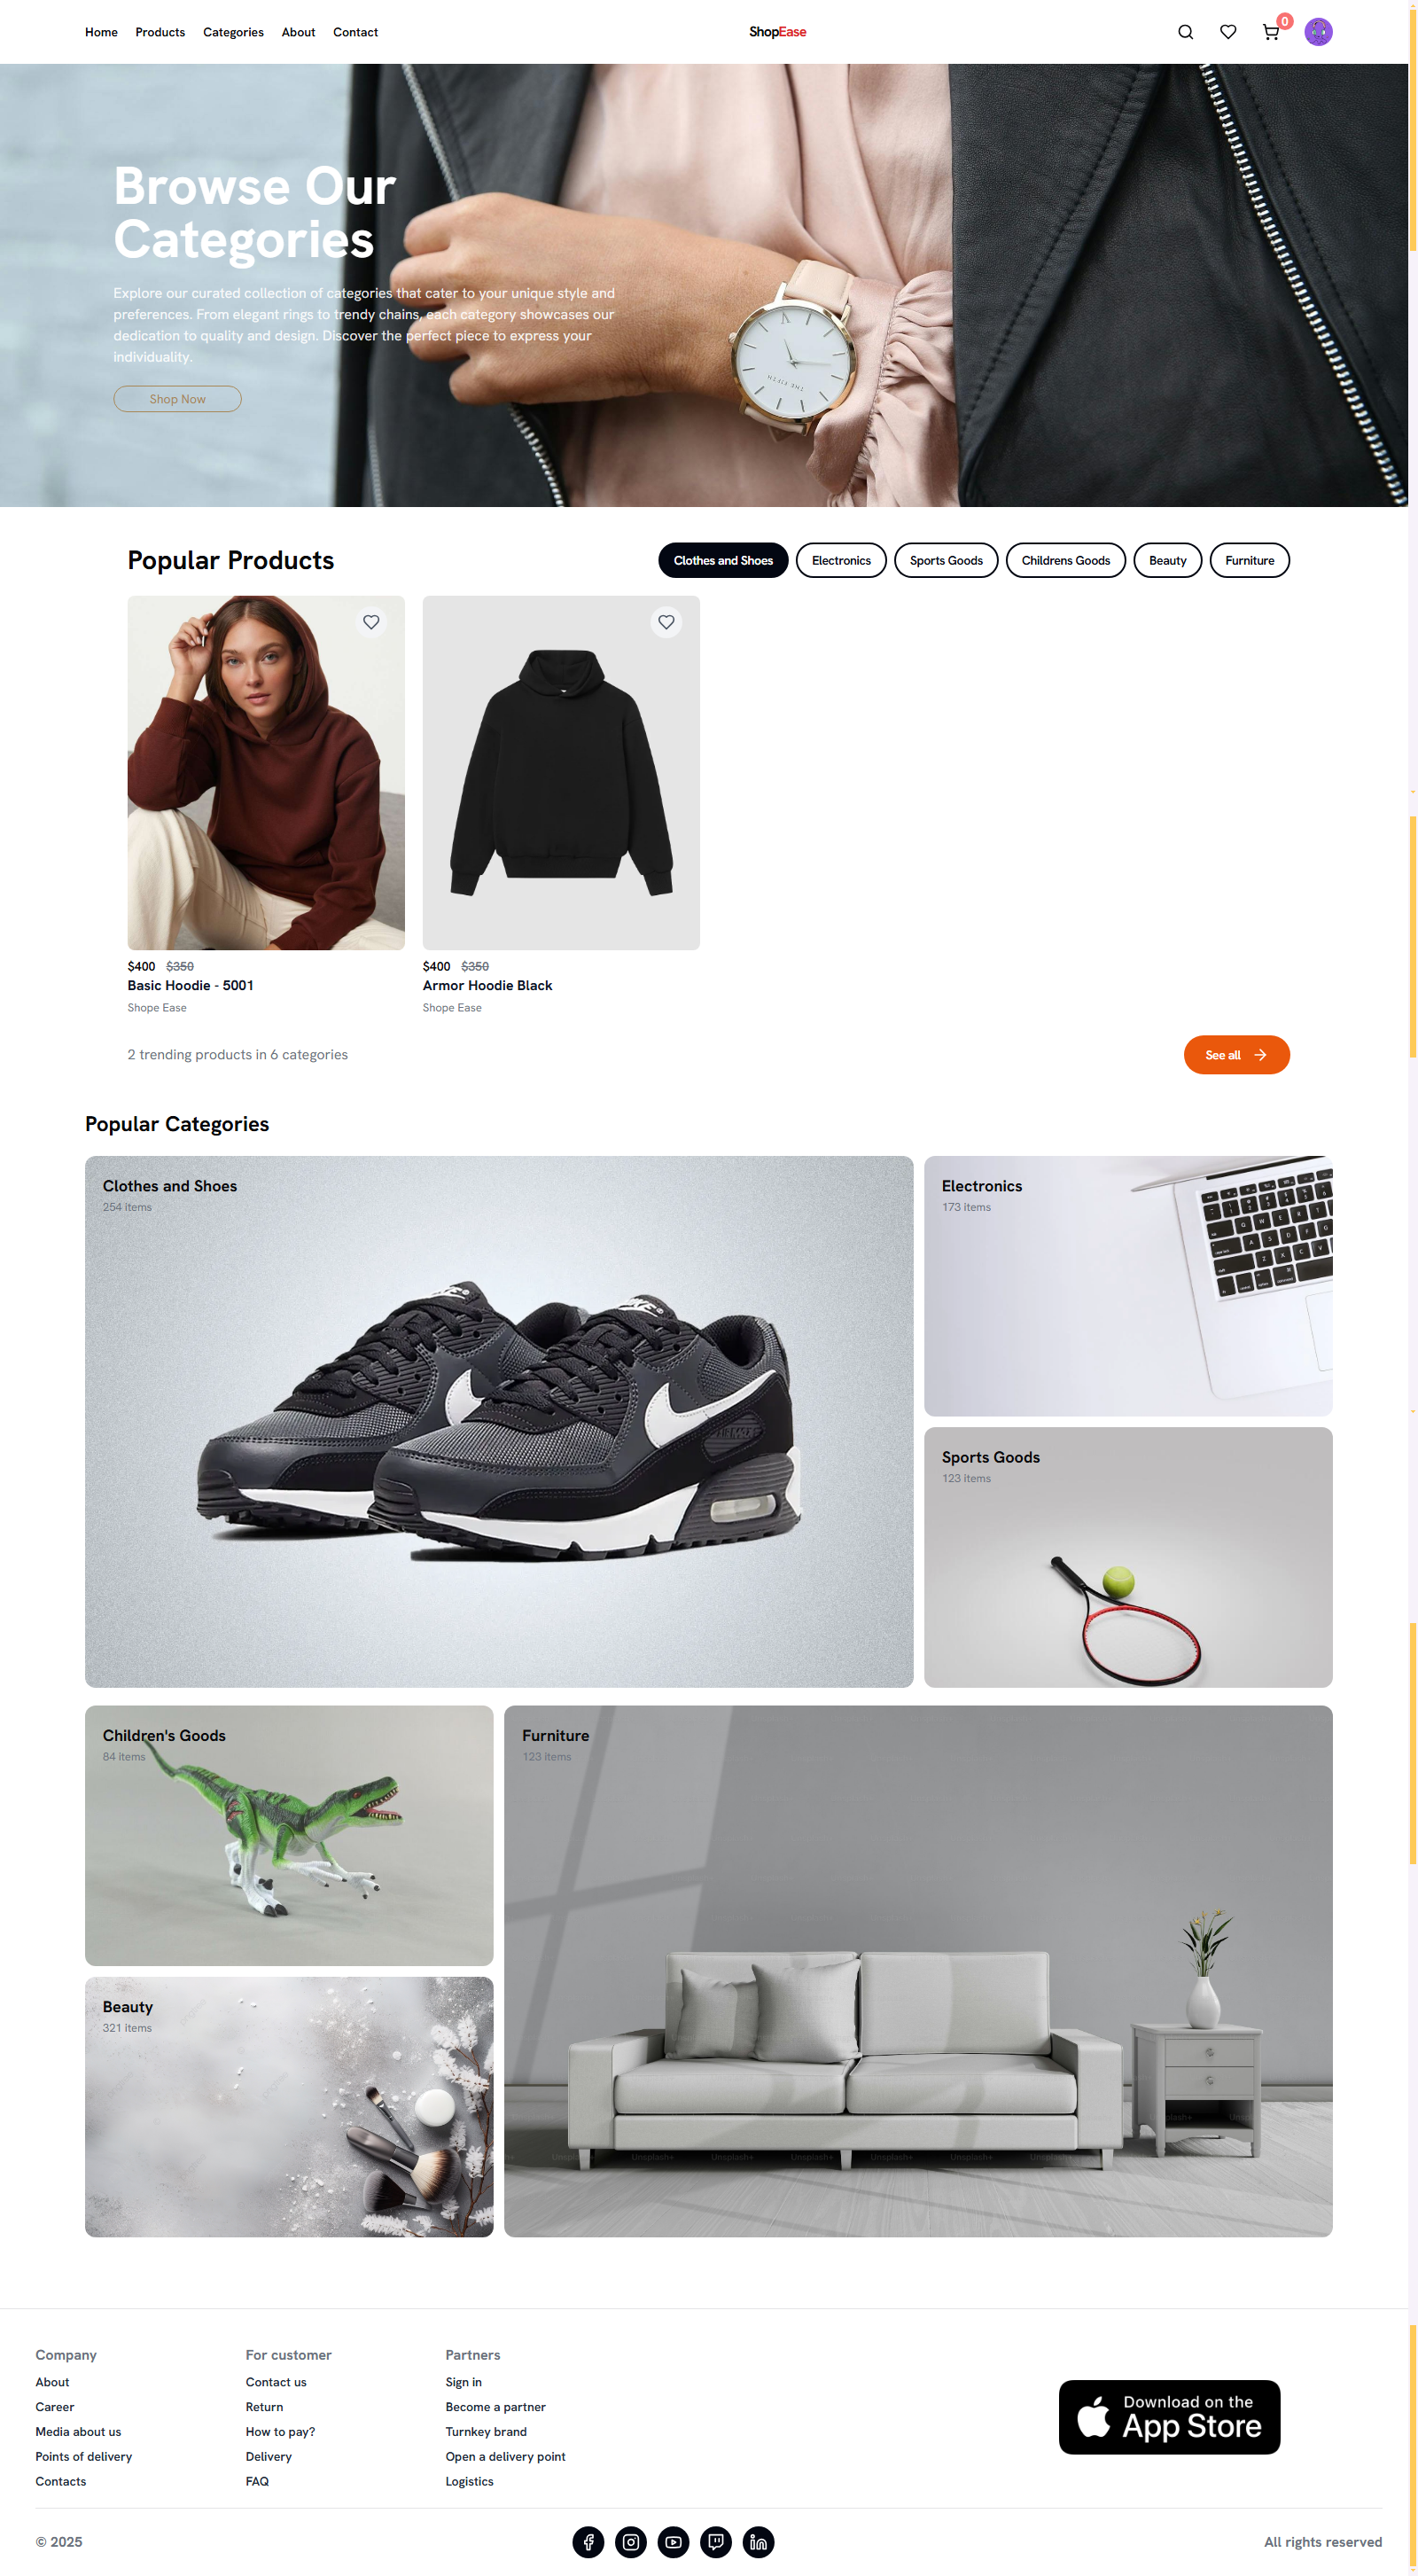 Home Products Categories About Contact
ShopEase
0
Browse Our
Categories
Explore our curated collection of categories that cater to your unique style and
preferences. From elegant rings to trendy chains, each category showcases our
dedication to quality and design. Discover the perfect piece to express your
individuality.
Shop Now
THE FIFTH
Popular Products
Clothes and Shoes Electronics Sports Goods Childrens Goods Beauty Furniture
$400 $350
Basic Hoodie - 5001
Shope Ease
$400 $350
Armor Hoodie Black
Shope Ease
2 trending products in 6 categories
See all
Popular Categories
Clothes and Shoes
254 items
Electronics
173 items
Sports Goods
123 items
Children's Goods
84 items
Furniture
123 items
Unsplash+ Unsplash+ Unsplash+ Unsplash+ Unsplash+
Beauty
321 items
Company
About
Career
Media about us
Points of delivery
Contacts
For customer
Contact us
Return
How to pay?
Delivery
FAQ
Partners
Sign in
Become a partner
Turnkey brand
Open a delivery point
Logistics
Download on the
App Store
© 2025
All rights reserved